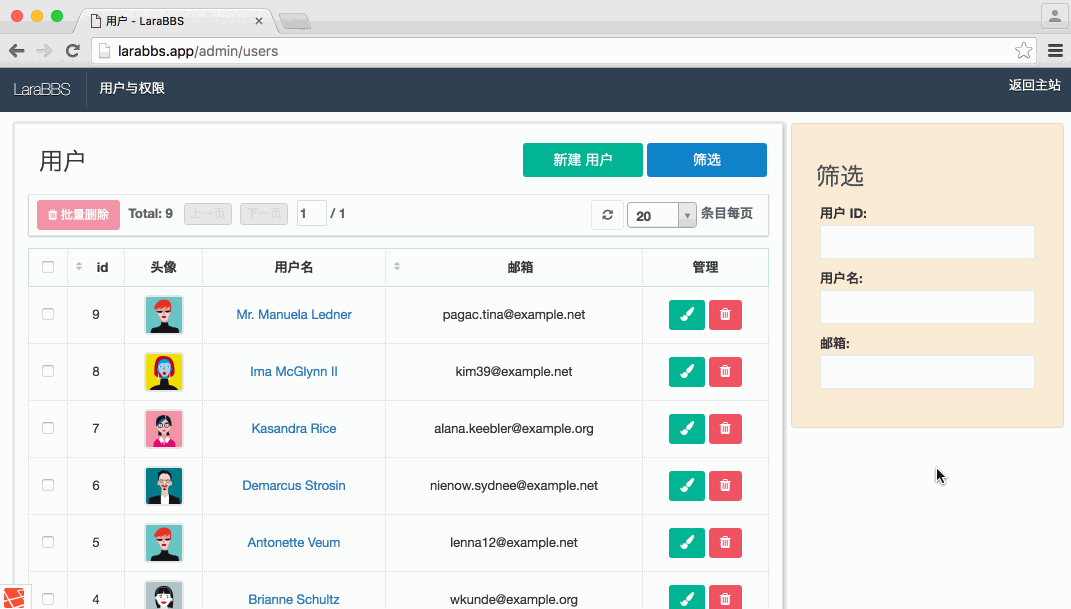 用户 - LaraBBS
larabbs.app/admin/users
LaraBBS 用户与权限 返回主站
用户 新建 用户 筛选
批量删除 Total: 9 上一页 下一页 1 / 1 20 条目每页
id 头像 用户名 邮箱 管理
9 Mr. Manuela Ledner pagac.tina@example.net
8 Ima McGlynn II kim39@example.net
7 Kasandra Rice alana.keebler@example.org
6 Demarcus Strosin nienow.sydnee@example.net
5 Antonette Veum lenna12@example.net
4 Brianne Schultz wkunde@example.org
筛选
用户 ID:
用户名:
邮箱: